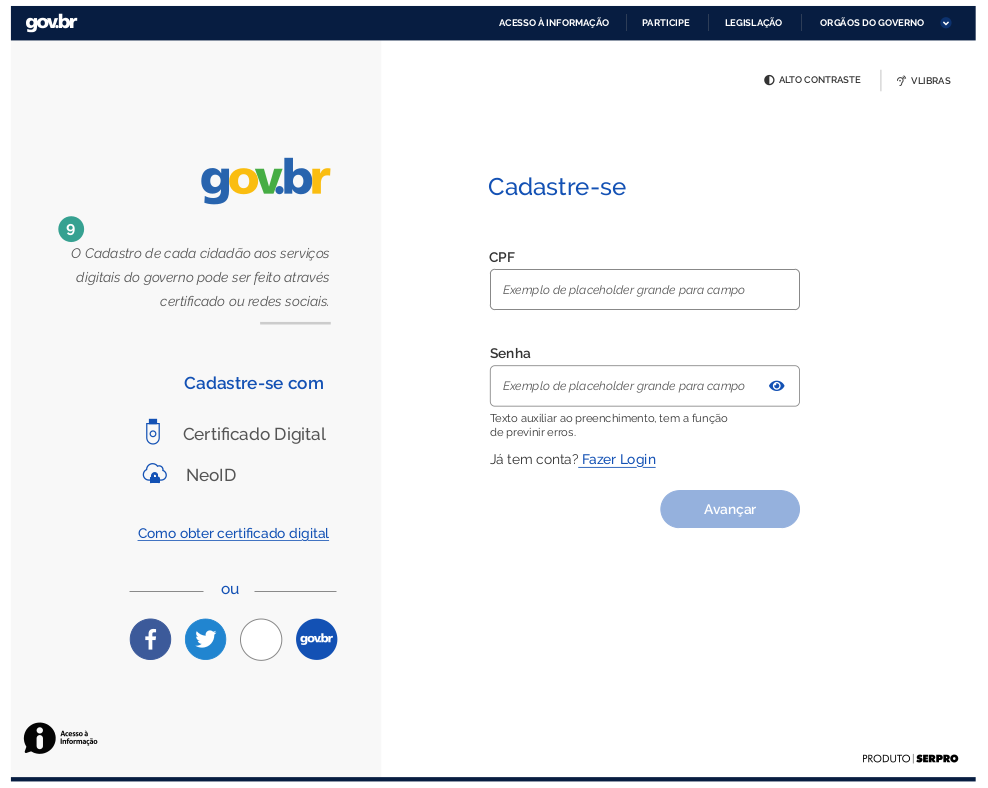 gov.br
ACESSO À INFORMAÇÃO
PARTICIPE
LEGISLAÇÃO
ORGÃOS DO GOVERNO
ALTO CONTRASTE
VLIBRAS
gov.br
9
O Cadastro de cada cidadão aos serviços
digitais do governo pode ser feito através
certificado ou redes sociais.
Cadastre-se com
Certificado Digital
NeoID
Como obter certificado digital
ou
gov.br
Acesso à
Informação
Cadastre-se
CPF
Exemplo de placeholder grande para campo
Senha
Exemplo de placeholder grande para campo
Texto auxiliar ao preenchimento, tem a função
de previnir erros.
Já tem conta? Fazer Login
Avançar
PRODUTO | SERPRO